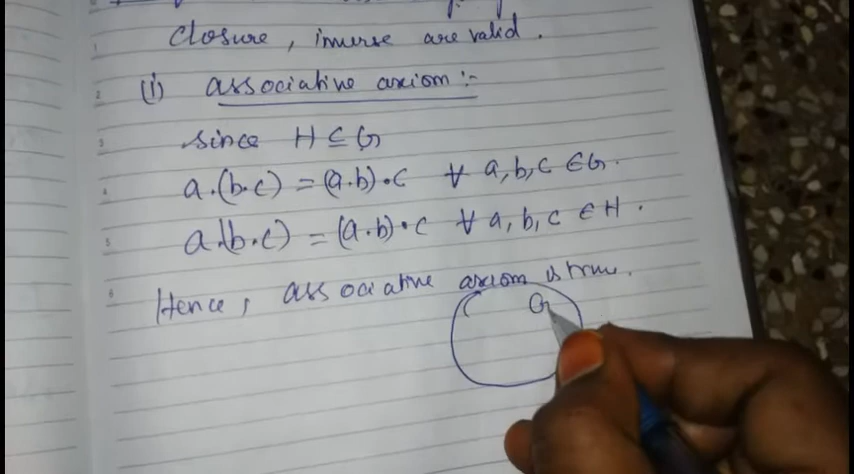 closure, inverse are valid.
(i) associative axiom :-
since H ⊆ G
a.(b.c) = (a.b).c ∀ a, b, c ∈ G.
a.(b.c) = (a.b).c ∀ a, b, c ∈ H.
Hence, associative axiom is true.
G